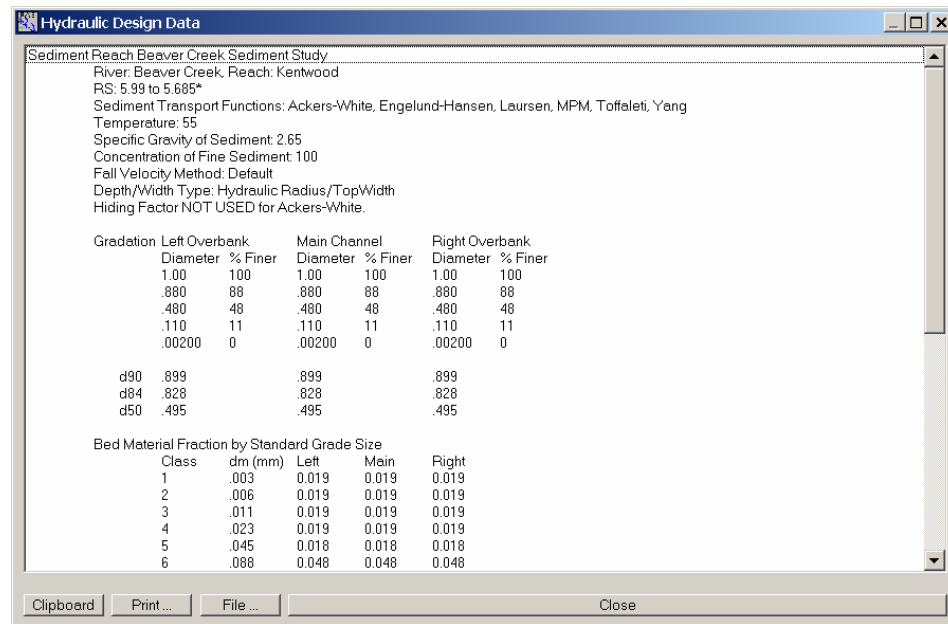 Hydraulic Design Data
Sediment Reach Beaver Creek Sediment Study
River: Beaver Creek, Reach: Kentwood
RS: 5.99 to 5.685*
Sediment Transport Functions: Ackers-White, Engelund-Hansen, Laursen, MPM, Toffaleti, Yang
Temperature: 55
Specific Gravity of Sediment: 2.65
Concentration of Fine Sediment: 100
Fall Velocity Method: Default
Depth/Width Type: Hydraulic Radius/TopWidth
Hiding Factor NOT USED for Ackers-White.
Gradation Left Overbank Main Channel Right Overbank
Diameter % Finer Diameter % Finer Diameter % Finer
1.00 100 1.00 100 1.00 100
.880 88 .880 88 .880 88
.480 48 .480 48 .480 48
.110 11 .110 11 .110 11
.00200 0 .00200 0 .00200 0
d90 .899 .899 .899
d84 .828 .828 .828
d50 .495 .495 .495
Bed Material Fraction by Standard Grade Size
Class dm (mm) Left Main Right
1 .003 0.019 0.019 0.019
2 .006 0.019 0.019 0.019
3 .011 0.019 0.019 0.019
4 .023 0.019 0.019 0.019
5 .045 0.018 0.018 0.018
6 .088 0.048 0.048 0.048
Clipboard Print ... File ... Close